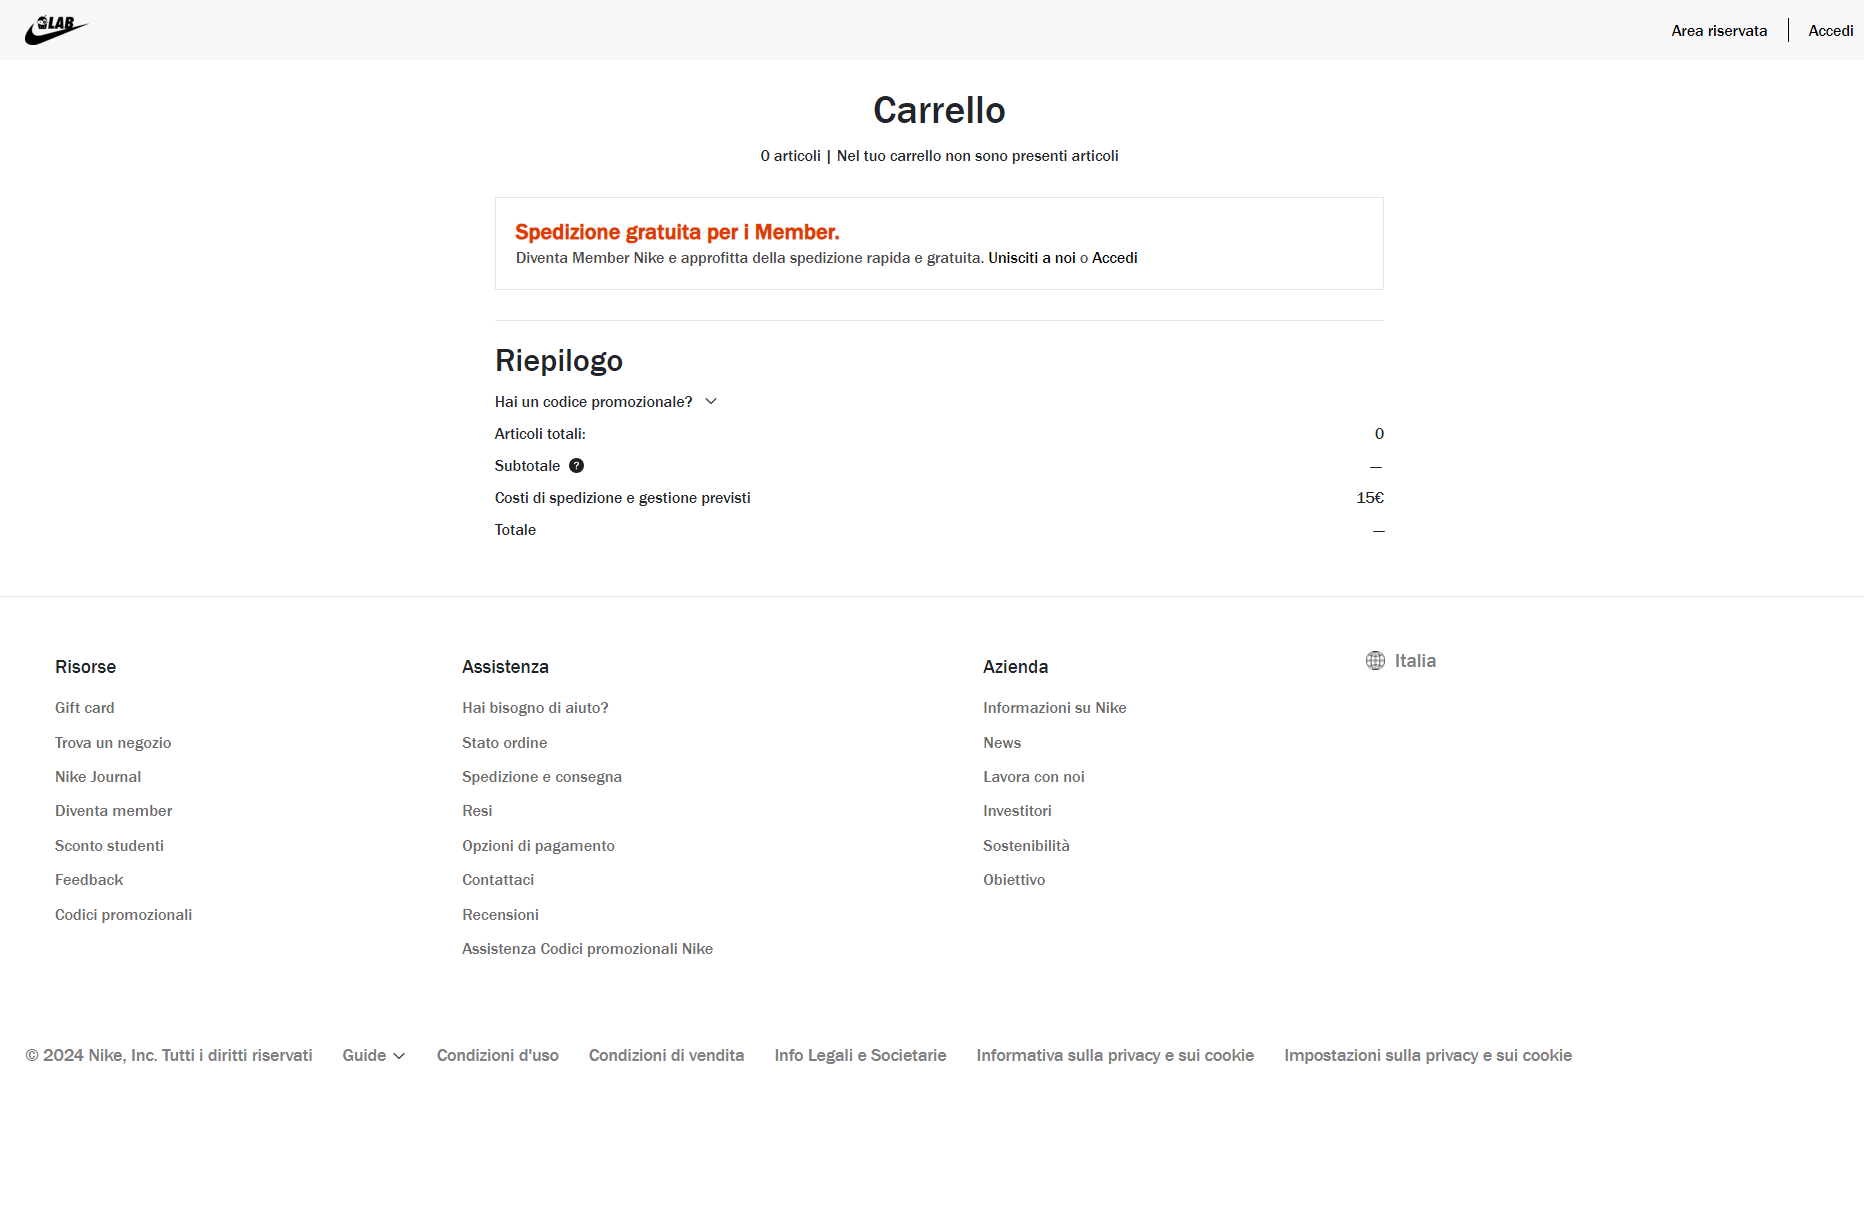 LAB
Area riservata
Accedi
Carrello
0 articoli | Nel tuo carrello non sono presenti articoli
Spedizione gratuita per i Member.
Diventa Member Nike e approfitta della spedizione rapida e gratuita. Unisciti a noi o Accedi
Riepilogo
Hai un codice promozionale?
Articoli totali: 0
Subtotale ? —
Costi di spedizione e gestione previsti 15€
Totale —
Risorse
Gift card
Trova un negozio
Nike Journal
Diventa member
Sconto studenti
Feedback
Codici promozionali
Assistenza
Hai bisogno di aiuto?
Stato ordine
Spedizione e consegna
Resi
Opzioni di pagamento
Contattaci
Recensioni
Assistenza Codici promozionali Nike
Azienda
Informazioni su Nike
News
Lavora con noi
Investitori
Sostenibilità
Obiettivo
Italia
© 2024 Nike, Inc. Tutti i diritti riservati Guide Condizioni d'uso Condizioni di vendita Info Legali e Societarie Informativa sulla privacy e sui cookie Impostazioni sulla privacy e sui cookie